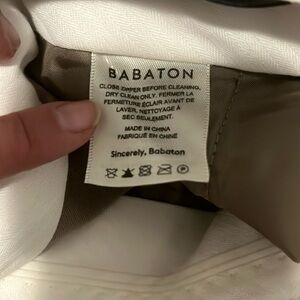 BABATON
CLOSE ZIPPER BEFORE CLEANING.
DRY CLEAN ONLY. FERMER LA
FERMETURE ÉCLAIR AVANT DE
LAVER. NETTOYAGE À
SEC SEULEMENT.
MADE IN CHINA
FABRIQUÉ EN CHINE
Sincerely, Babaton